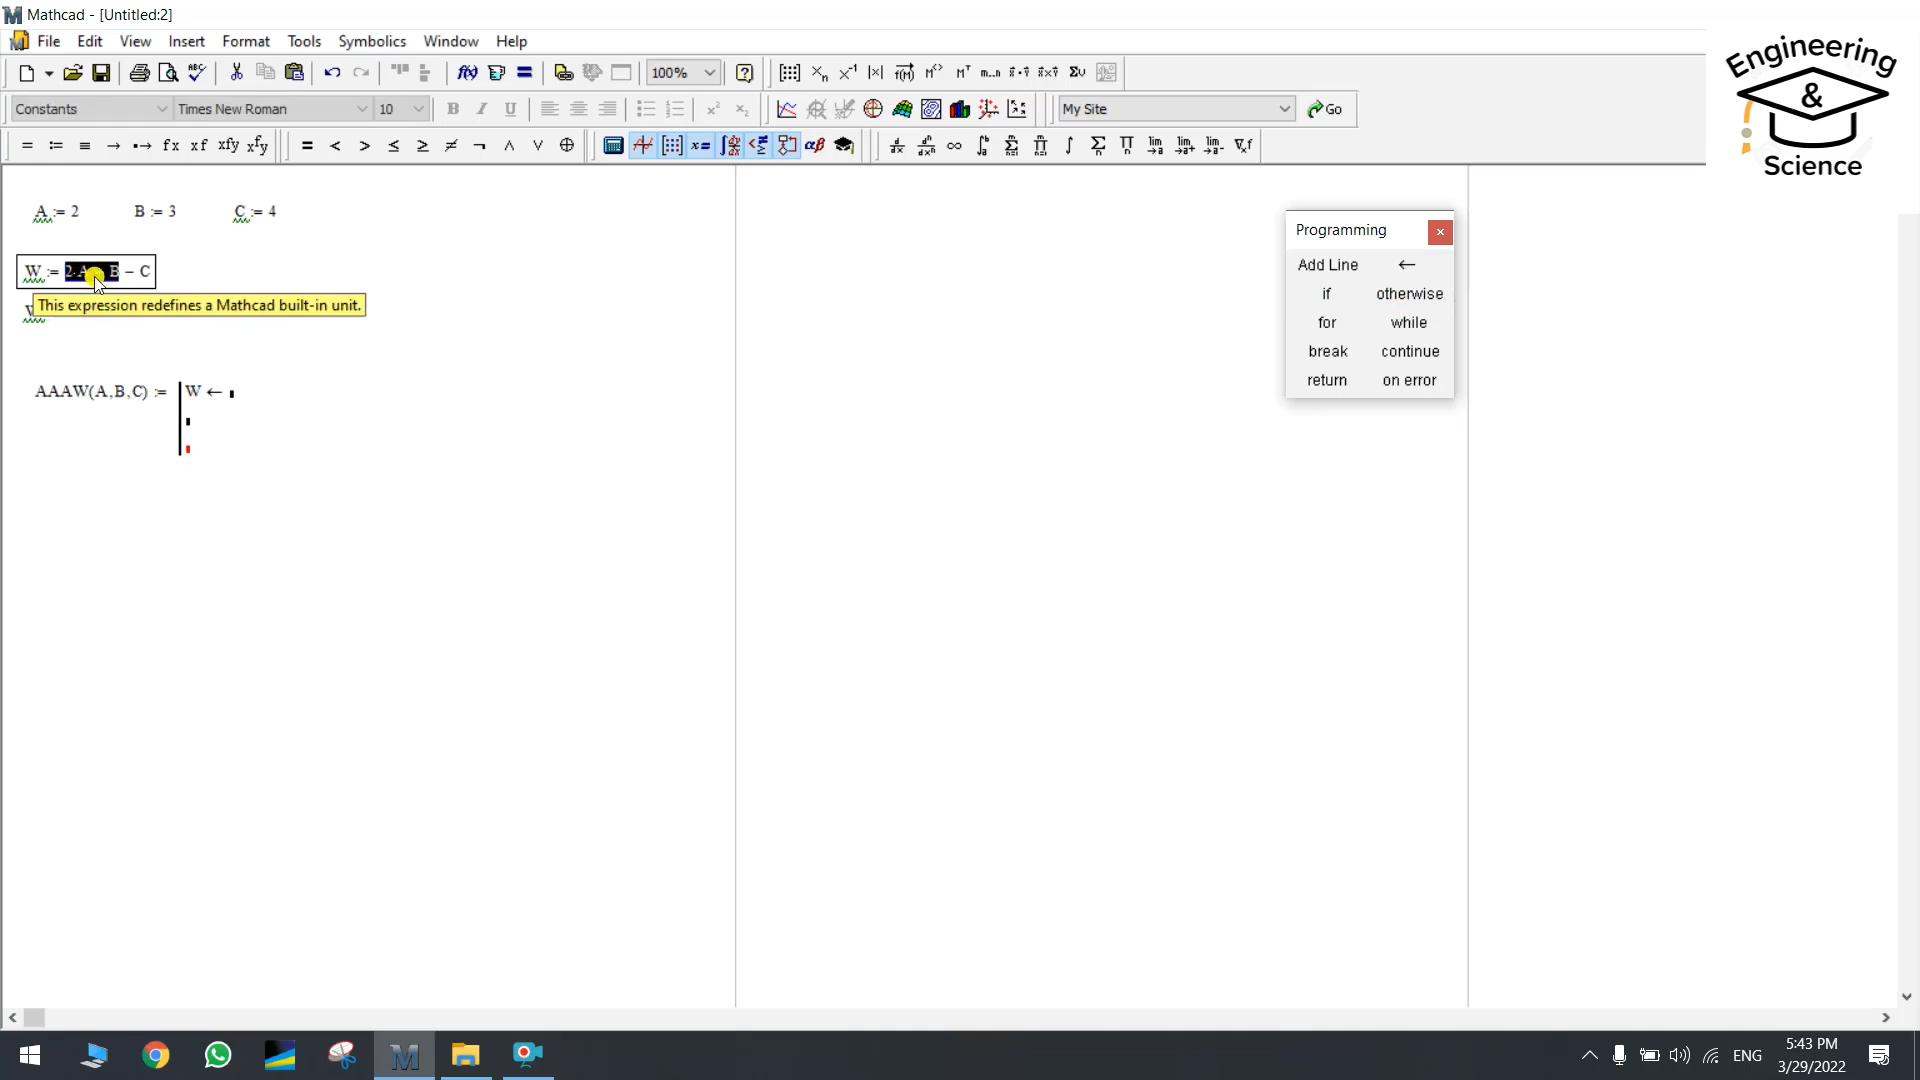 Mathcad - [Untitled:2]
File Edit View Insert Format Tools Symbolics Window Help
100%
Constants Times New Roman 10 B I U My Site Go
Engineering
&
Science
A := 2 B := 3 C := 4
W := 2·A B − C
This expression redefines a Mathcad built-in unit.
AAAW(A,B,C) := W ←
Programming
Add Line ←
if otherwise
for while
break continue
return on error
ENG
5:43 PM
3/29/2022